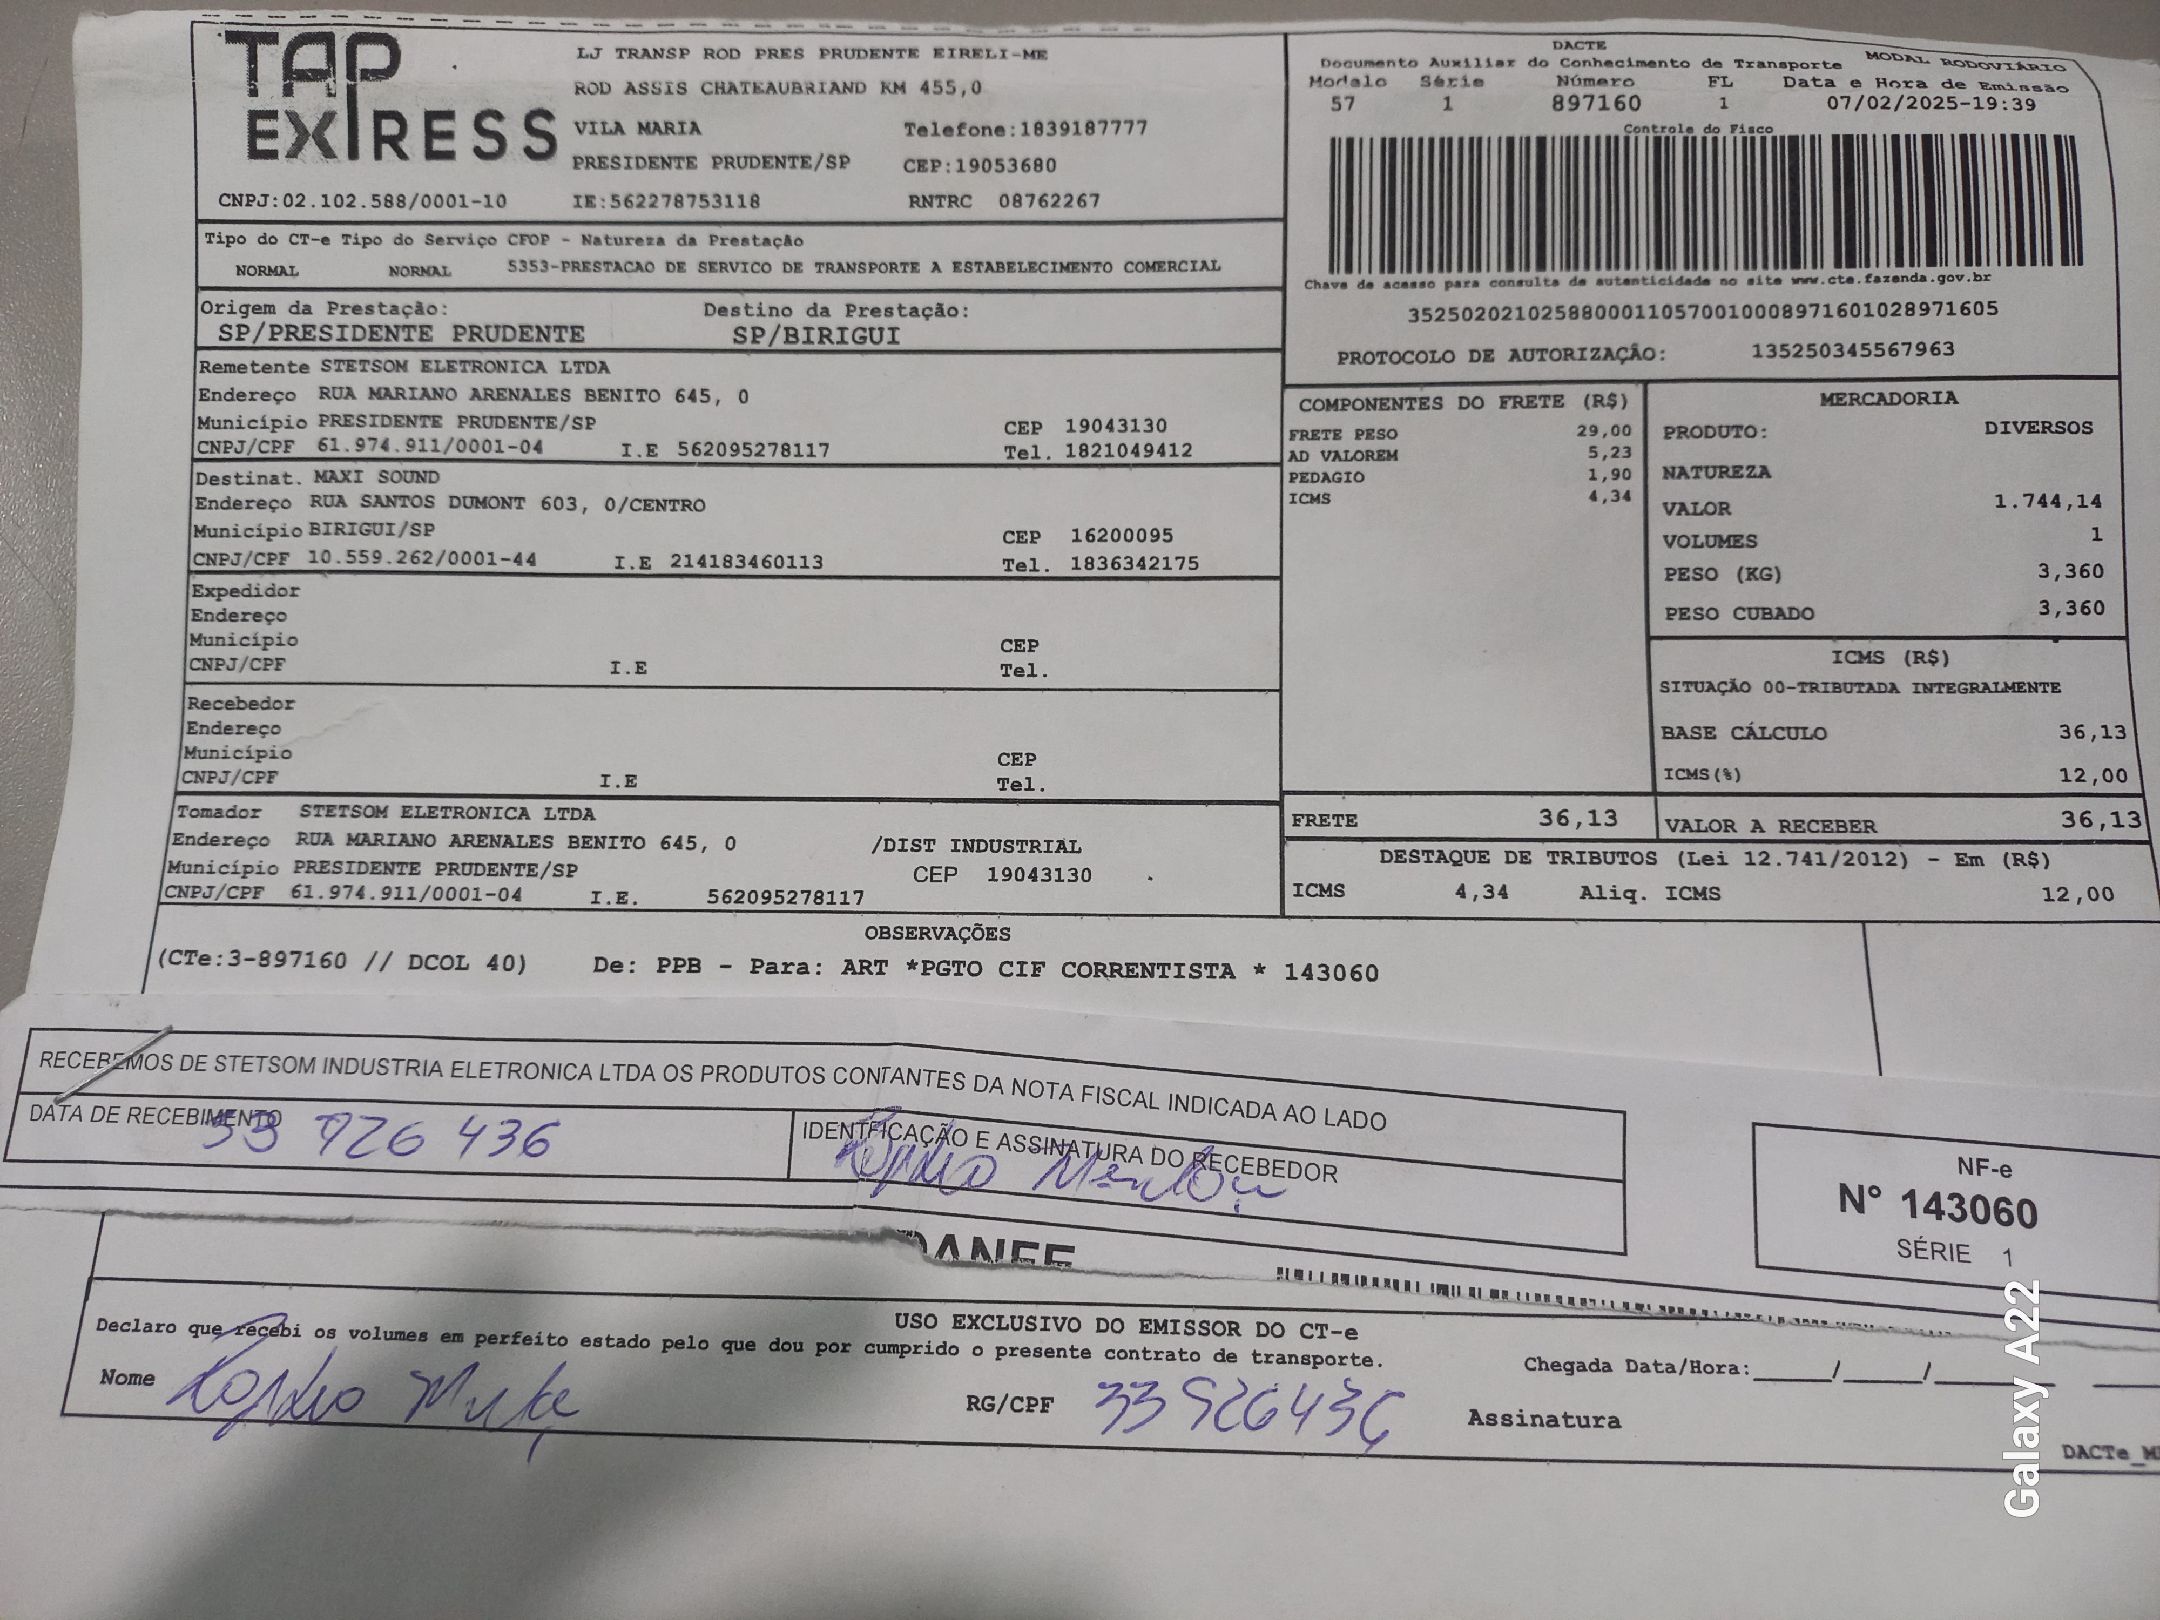 TAP EXPRESS
LJ TRANSP ROD PRES PRUDENTE EIRELI-ME
ROD ASSIS CHATEAUBRIAND KM 455,0
VILA MARIA Telefone:1839187777
PRESIDENTE PRUDENTE/SP CEP:19053680
CNPJ:02.102.588/0001-10 IE:562278753118 RNTRC 08762267
DACTE
Documento Auxiliar do Conhecimento de Transporte MODAL RODOVIÁRIO
Modelo Série Número FL Data e Hora de Emissão
57 1 897160 1 07/02/2025-19:39
Controle do Fisco
Chave de acesso para consulta de autenticidade no site www.cte.fazenda.gov.br
35250202102588000110570010008971601028971605
PROTOCOLO DE AUTORIZAÇÃO: 135250345567963
Tipo do CT-e Tipo do Serviço CFOP - Natureza da Prestação
NORMAL NORMAL 5353-PRESTACAO DE SERVICO DE TRANSPORTE A ESTABELECIMENTO COMERCIAL
Origem da Prestação: Destino da Prestação:
SP/PRESIDENTE PRUDENTE SP/BIRIGUI
Remetente STETSOM ELETRONICA LTDA
Endereço RUA MARIANO ARENALES BENITO 645, 0
Município PRESIDENTE PRUDENTE/SP CEP 19043130
CNPJ/CPF 61.974.911/0001-04 I.E 562095278117 Tel. 1821049412
Destinat. MAXI SOUND
Endereço RUA SANTOS DUMONT 603, 0/CENTRO
Município BIRIGUI/SP CEP 16200095
CNPJ/CPF 10.559.262/0001-44 I.E 214183460113 Tel. 1836342175
Expedidor
Endereço
Município CEP
CNPJ/CPF I.E Tel.
Recebedor
Endereço
Município CEP
CNPJ/CPF I.E Tel.
Tomador STETSOM ELETRONICA LTDA
Endereço RUA MARIANO ARENALES BENITO 645, 0 /DIST INDUSTRIAL
Município PRESIDENTE PRUDENTE/SP CEP 19043130
CNPJ/CPF 61.974.911/0001-04 I.E. 562095278117
COMPONENTES DO FRETE (R$)
FRETE PESO 29,00
AD VALOREM 5,23
PEDAGIO 1,90
ICMS 4,34
MERCADORIA
PRODUTO: DIVERSOS
NATUREZA
VALOR 1.744,14
VOLUMES 1
PESO (KG) 3,360
PESO CUBADO 3,360
ICMS (R$)
SITUAÇÃO 00-TRIBUTADA INTEGRALMENTE
BASE CÁLCULO 36,13
ICMS(%) 12,00
FRETE 36,13 VALOR A RECEBER 36,13
DESTAQUE DE TRIBUTOS (Lei 12.741/2012) - Em (R$)
ICMS 4,34 Aliq. ICMS 12,00
OBSERVAÇÕES
(CTe:3-897160 // DCOL 40) De: PPB - Para: ART *PGTO CIF CORRENTISTA * 143060
RECEBEMOS DE STETSOM INDUSTRIA ELETRONICA LTDA OS PRODUTOS CONTANTES DA NOTA FISCAL INDICADA AO LADO
DATA DE RECEBIMENTO
33 926 436
IDENTFICAÇÃO E ASSINATURA DO RECEBEDOR
NF-e
Nº 143060
SÉRIE 1
DANFE
USO EXCLUSIVO DO EMISSOR DO CT-e
Declaro que recebi os volumes em perfeito estado pelo que dou por cumprido o presente contrato de transporte.
Chegada Data/Hora:_____/_____/_____
Nome RG/CPF 33 926436 Assinatura
Galaxy A22